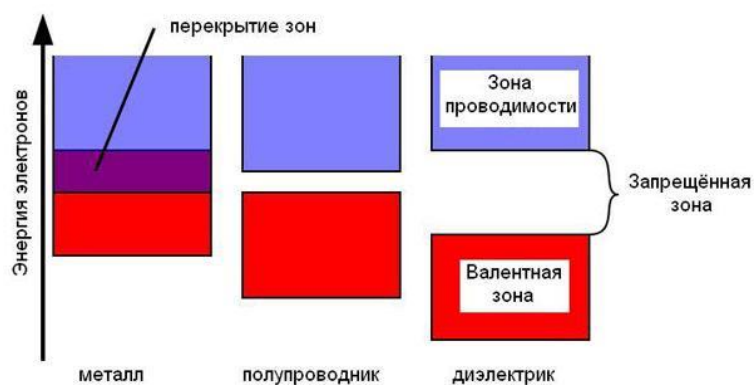 перекрытие зон
Энергия электронов
Зона
проводимости
Запрещённая
зона
Валентная
зона
металл
полупроводник
диэлектрик